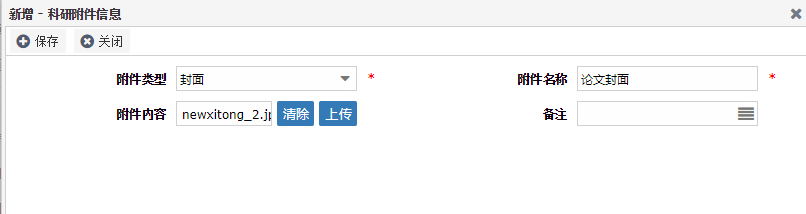 新增 - 科研附件信息
保存 关闭
附件类型 封面 * 附件名称 论文封面 *
附件内容 newxitong_2.jp 清除 上传 备注